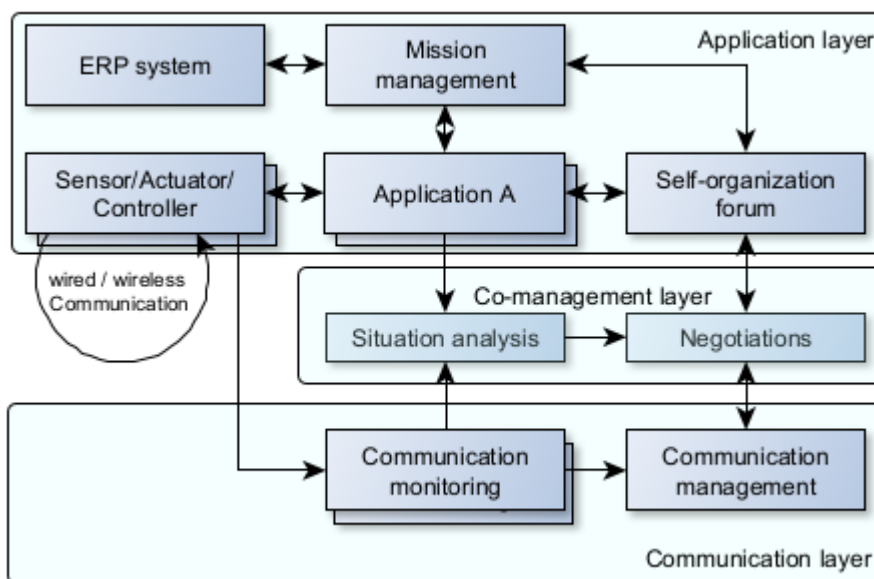 Application layer
ERP system
Mission
management
Sensor/Actuator/
Controller
Application A
Self-organization
forum
wired / wireless
Communication
Co-management layer
Situation analysis
Negotiations
Communication
monitoring
Communication
management
Communication layer